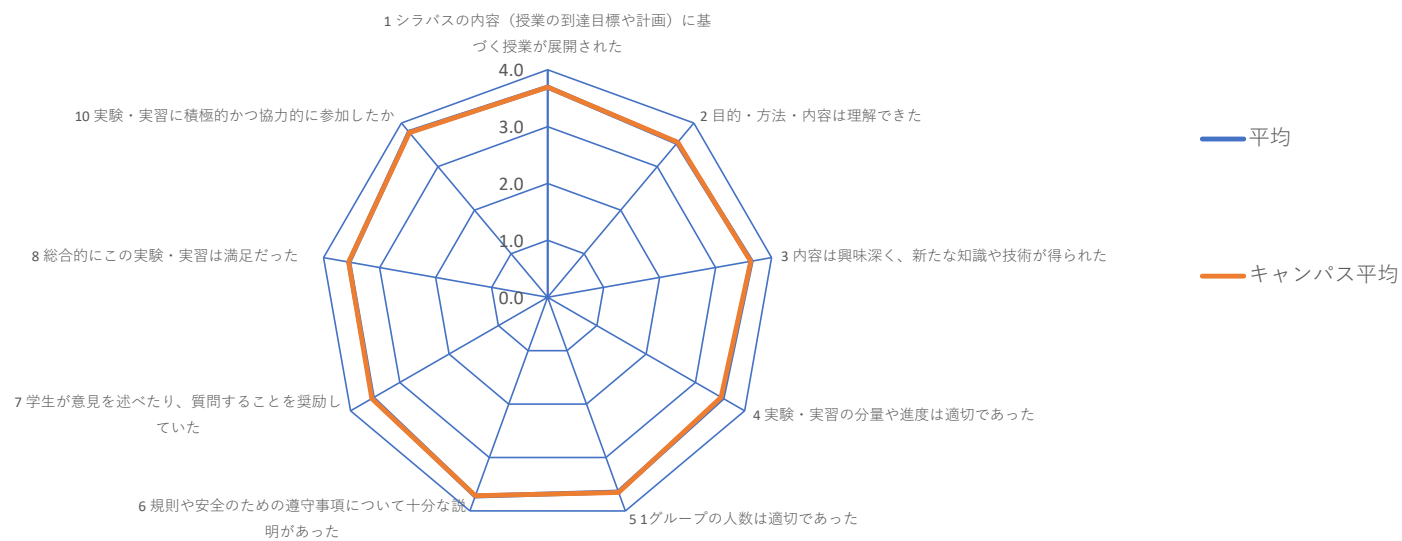 1 シラバスの内容（授業の到達目標や計画）に基
づく授業が展開された
4.0
10 実験・実習に積極的かつ協力的に参加したか
2 目的・方法・内容は理解できた
3.0
平均
2.0
1.0
8 総合的にこの実験・実習は満足だった
3 内容は興味深く、新たな知識や技術が得られた
キャンパス平均
0.0
7 学生が意見を述べたり、質問することを奨励し
ていた
4 実験・実習の分量や進度は適切であった
6 規則や安全のための遵守事項について十分な説
明があった
5 1グループの人数は適切であった